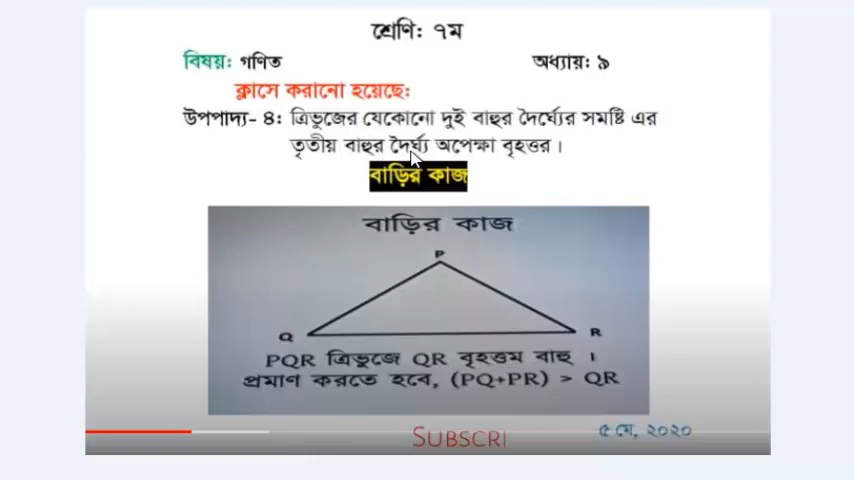 শ্রেণি: ৭ম
বিষয়: গণিত অধ্যায়: ৯
ক্লাসে করানো হয়েছে:
উপপাদ্য- ৪: ত্রিভুজের যেকোনো দুই বাহুর দৈর্ঘ্যের সমষ্টি এর
তৃতীয় বাহুর দৈর্ঘ্য অপেক্ষা বৃহত্তর।
বাড়ির কাজ
বাড়ির কাজ
P
Q R
PQR ত্রিভুজে QR বৃহত্তম বাহু ।
প্রমাণ করতে হবে, (PQ+PR) > QR
SUBSCRI ৫ মে, ২০২০